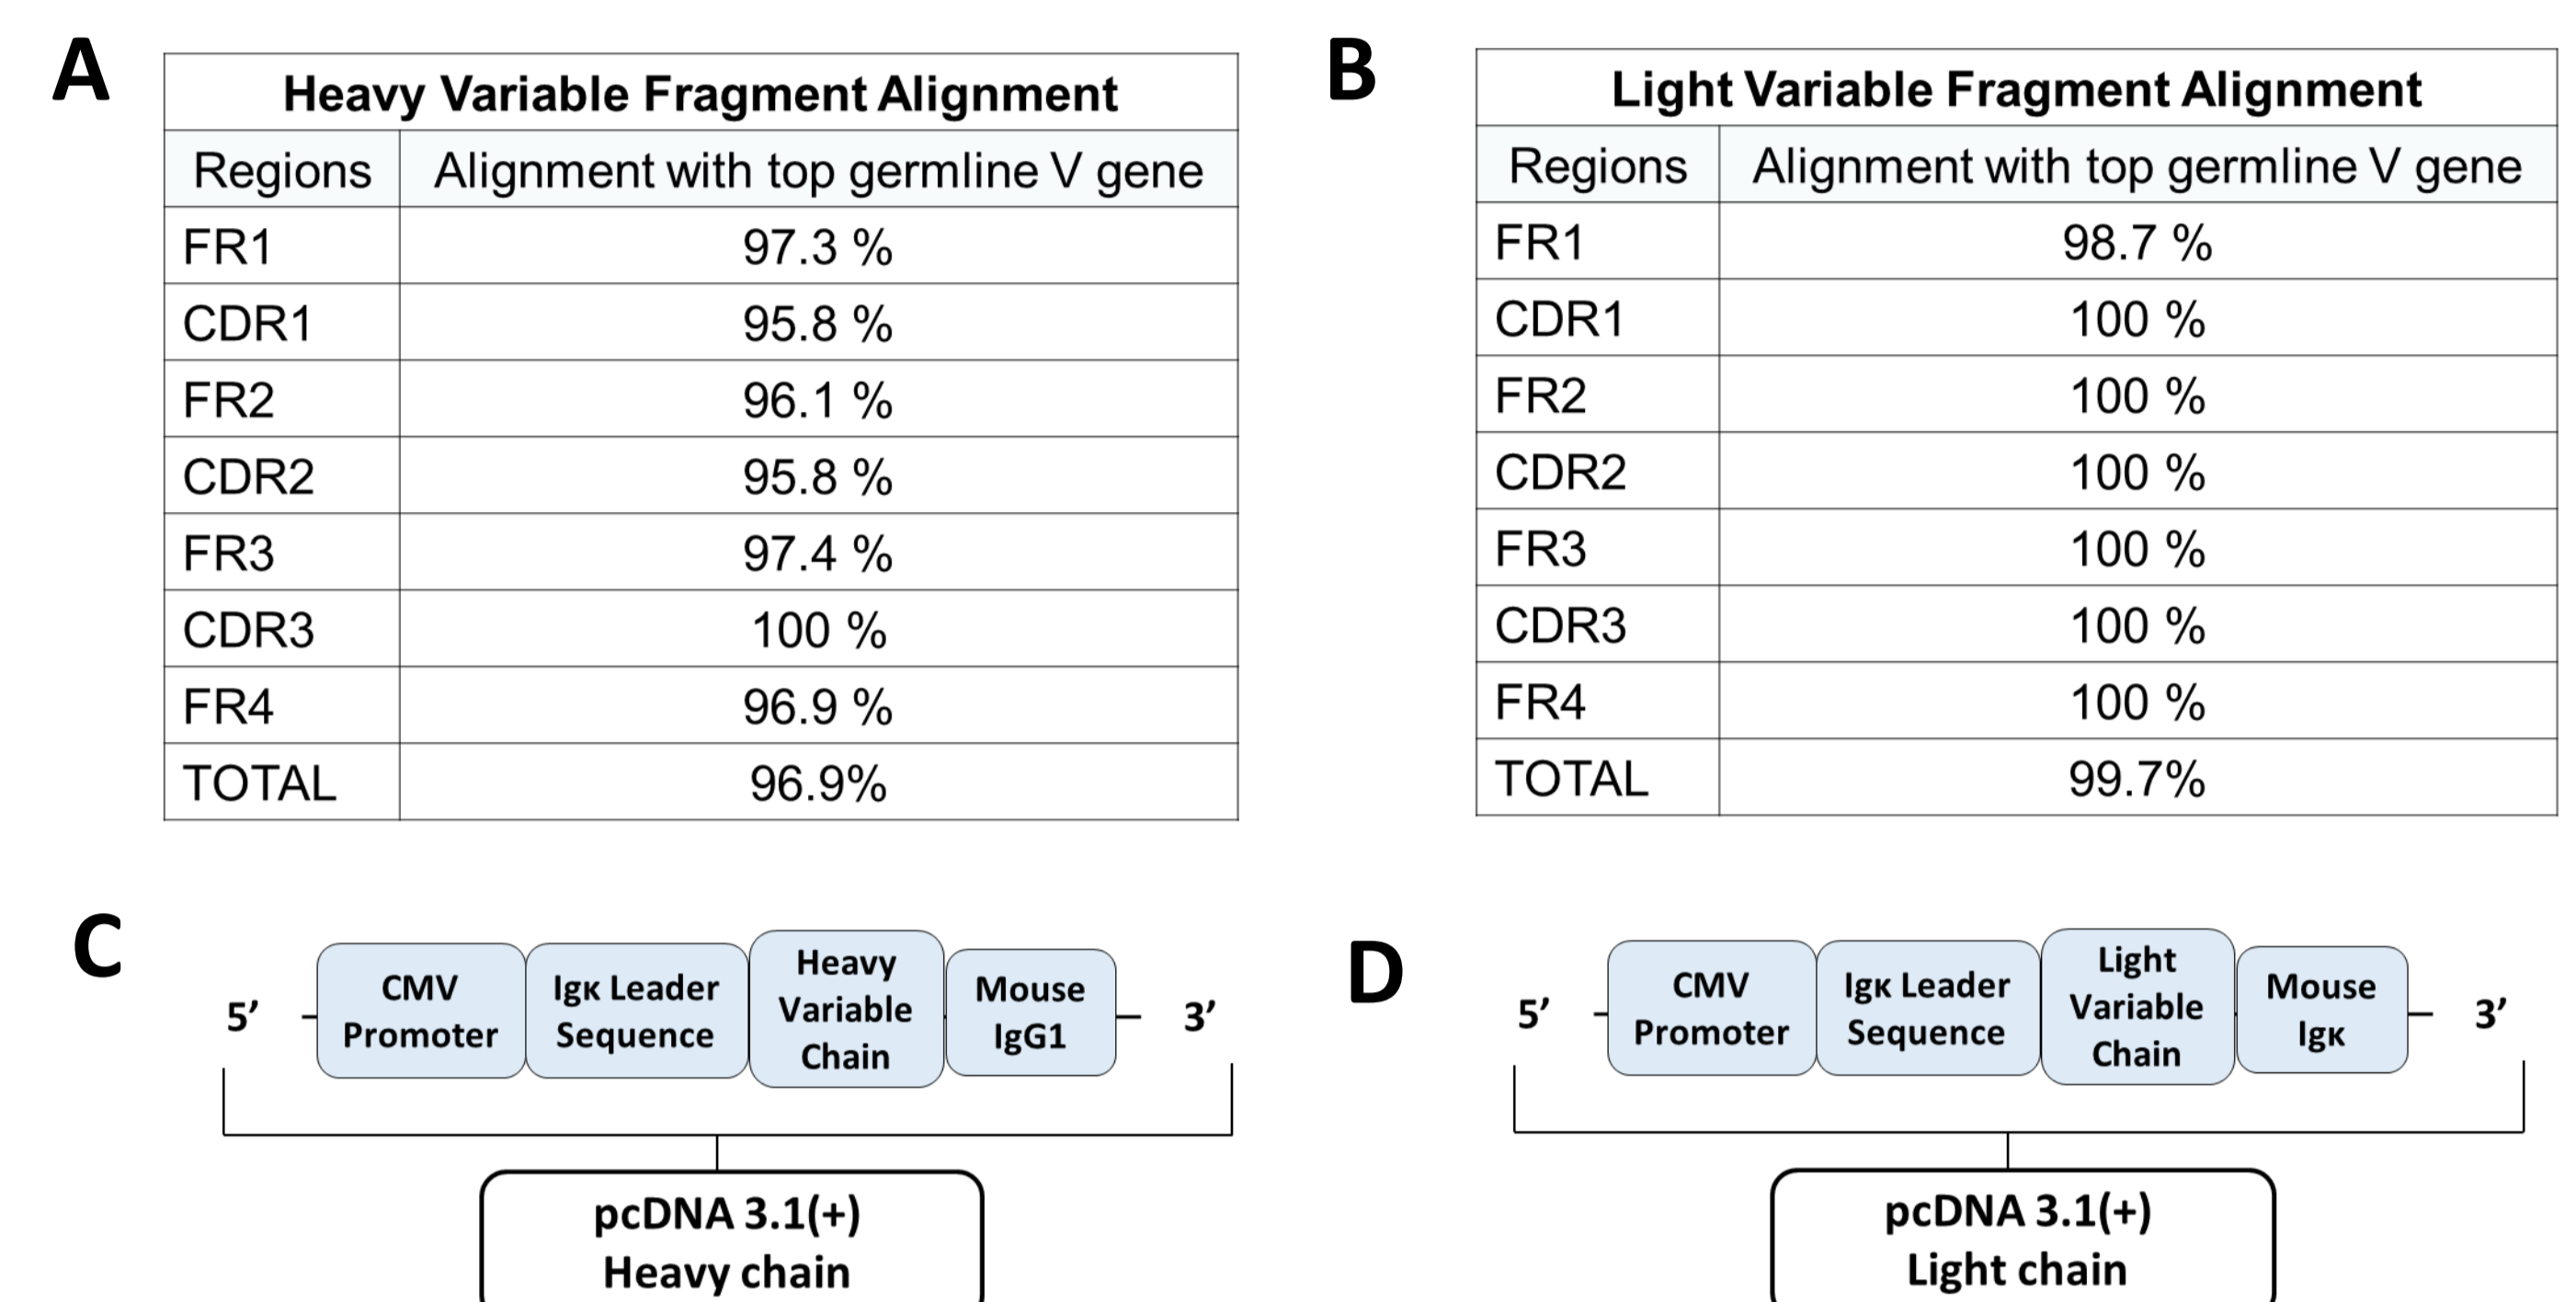 A
Heavy Variable Fragment Alignment
Regions Alignment with top germline V gene
FR1 97.3 %
CDR1 95.8 %
FR2 96.1 %
CDR2 95.8 %
FR3 97.4 %
CDR3 100 %
FR4 96.9 %
TOTAL 96.9%
B
Light Variable Fragment Alignment
Regions Alignment with top germline V gene
FR1 98.7 %
CDR1 100 %
FR2 100 %
CDR2 100 %
FR3 100 %
CDR3 100 %
FR4 100 %
TOTAL 99.7%
C
5’
CMV
Promoter
Igκ Leader
Sequence
Heavy
Variable
Chain
Mouse
IgG1
3’
pcDNA 3.1(+)
Heavy chain
D
5’
CMV
Promoter
Igκ Leader
Sequence
Light
Variable
Chain
Mouse
Igκ
3’
pcDNA 3.1(+)
Light chain